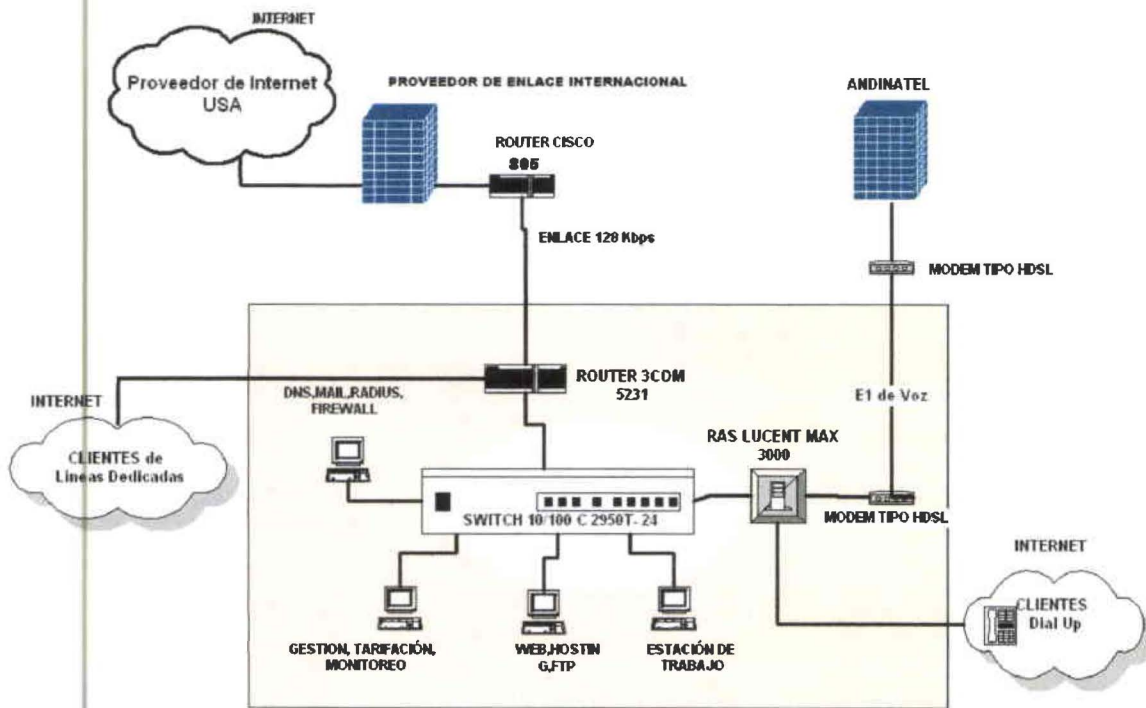 INTERNET
Proveedor de Internet
USA
PROVEEDOR DE ENLACE INTERNACIONAL
ANDINATEL
ROUTER CISCO
805
ENLACE 128 Kbps
MODEM TIPO HDSL
ROUTER 3COM
5231
DNS,MAIL,RADIUS,
FIREWALL
E1 de Voz
INTERNET
CLIENTES de
Líneas Dedicadas
RAS LUCENT MAX
3000
SWITCH 10/100 C 2950T- 24
MODEM TIPO HDSL
INTERNET
CLIENTES
Dial Up
GESTION, TARIFACIÓN,
MONITOREO
WEB,HOSTIN
G,FTP
ESTACIÓN DE
TRABAJO